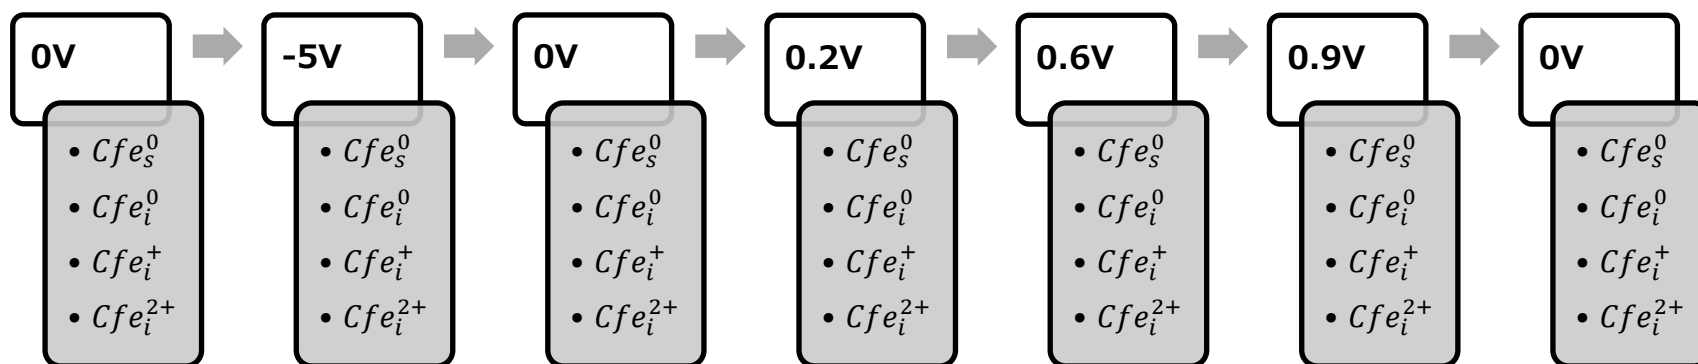 0V
• Cfe_s^0
• Cfe_i^0
• Cfe_i^+
• Cfe_i^{2+}
-5V
• Cfe_s^0
• Cfe_i^0
• Cfe_i^+
• Cfe_i^{2+}
0V
• Cfe_s^0
• Cfe_i^0
• Cfe_i^+
• Cfe_i^{2+}
0.2V
• Cfe_s^0
• Cfe_i^0
• Cfe_i^+
• Cfe_i^{2+}
0.6V
• Cfe_s^0
• Cfe_i^0
• Cfe_i^+
• Cfe_i^{2+}
0.9V
• Cfe_s^0
• Cfe_i^0
• Cfe_i^+
• Cfe_i^{2+}
0V
• Cfe_s^0
• Cfe_i^0
• Cfe_i^+
• Cfe_i^{2+}